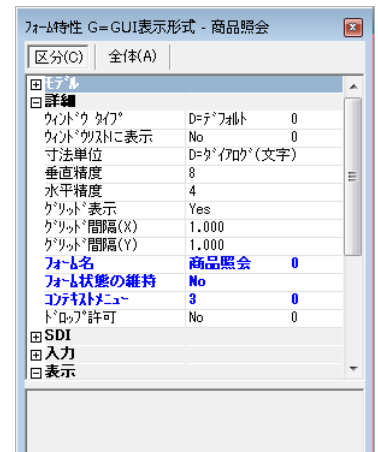 ﾌｫｰﾑ特性 G=GUI表示形式 - 商品照会
区分(C) 全体(A)
ﾓﾃﾞﾙ
詳細
ｳｨﾝﾄﾞｳ ﾀｲﾌﾟ D=ﾃﾞﾌｫﾙﾄ 0
ｳｨﾝﾄﾞｳﾘｽﾄに表示 No 0
寸法単位 D=ﾀﾞｲｱﾛｸﾞ(文字)
垂直精度 8
水平精度 4
ｸﾞﾘｯﾄﾞ表示 Yes
ｸﾞﾘｯﾄﾞ間隔(X) 1.000
ｸﾞﾘｯﾄﾞ間隔(Y) 1.000
ﾌｫｰﾑ名 商品照会 0
ﾌｫｰﾑ状態の維持 No
ｺﾝﾃｷｽﾄﾒﾆｭｰ 3 0
ﾄﾞﾛｯﾌﾟ許可 No 0
SDI
入力
表示